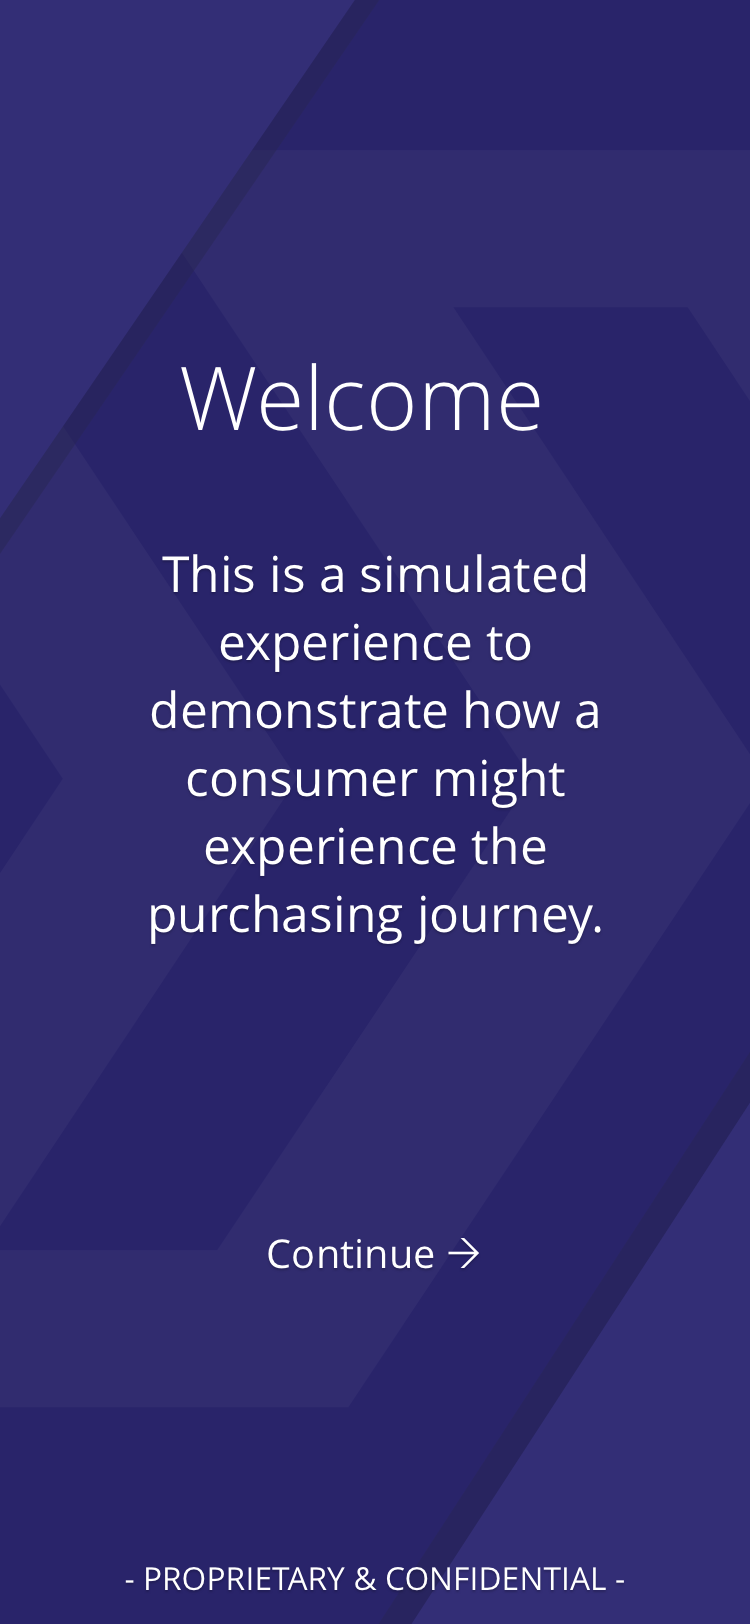 Welcome
This is a simulated
experience to
demonstrate how a
consumer might
experience the
purchasing journey.
Continue →
- PROPRIETARY & CONFIDENTIAL -